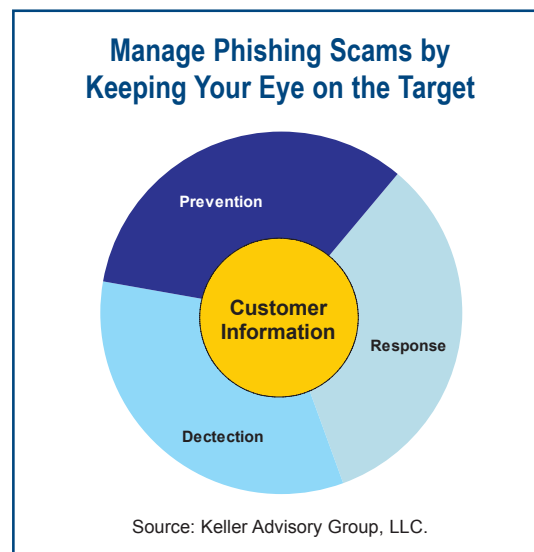 Manage Phishing Scams by
Keeping Your Eye on the Target
Prevention
Customer
Information
Response
Dectection
Source: Keller Advisory Group, LLC.